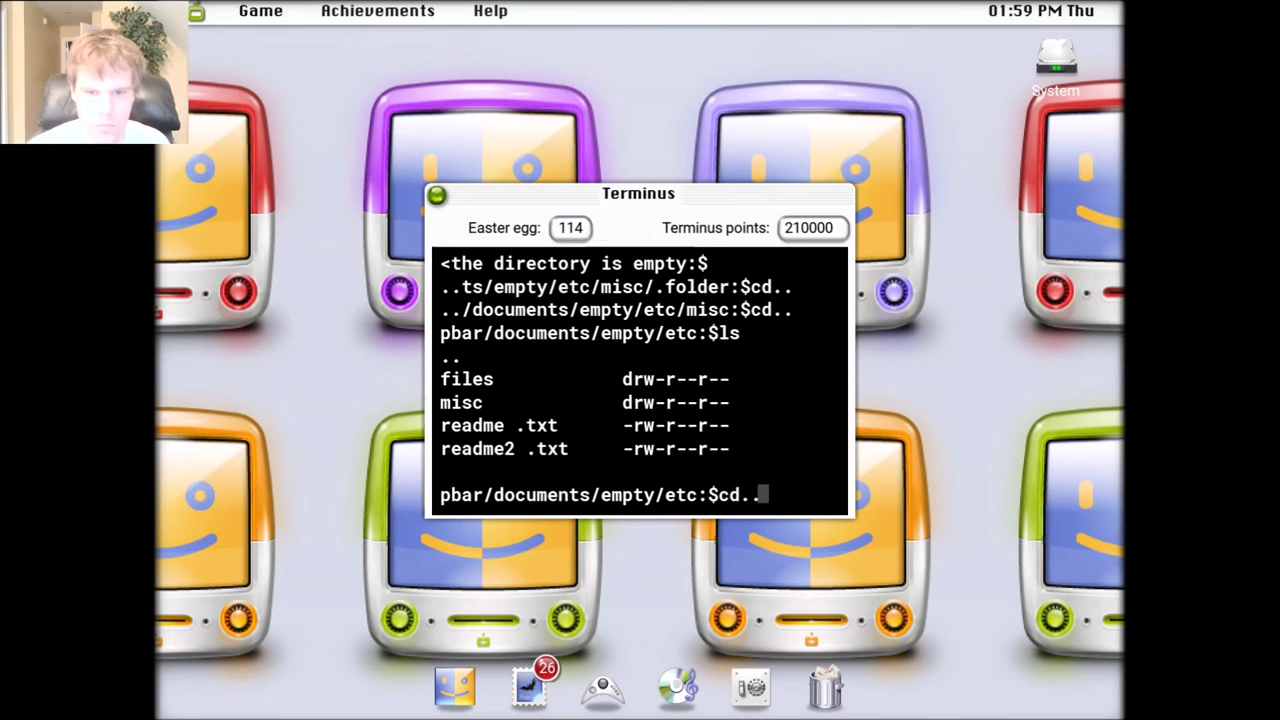 Game Achievements Help 01:59 PM Thu
System
Terminus
Easter egg: 114 Terminus points: 210000
<the directory is empty:$
..ts/empty/etc/misc/.folder:$cd..
../documents/empty/etc/misc:$cd..
pbar/documents/empty/etc:$ls
..
files drw-r--r--
misc drw-r--r--
readme .txt -rw-r--r--
readme2 .txt -rw-r--r--
pbar/documents/empty/etc:$cd..
26